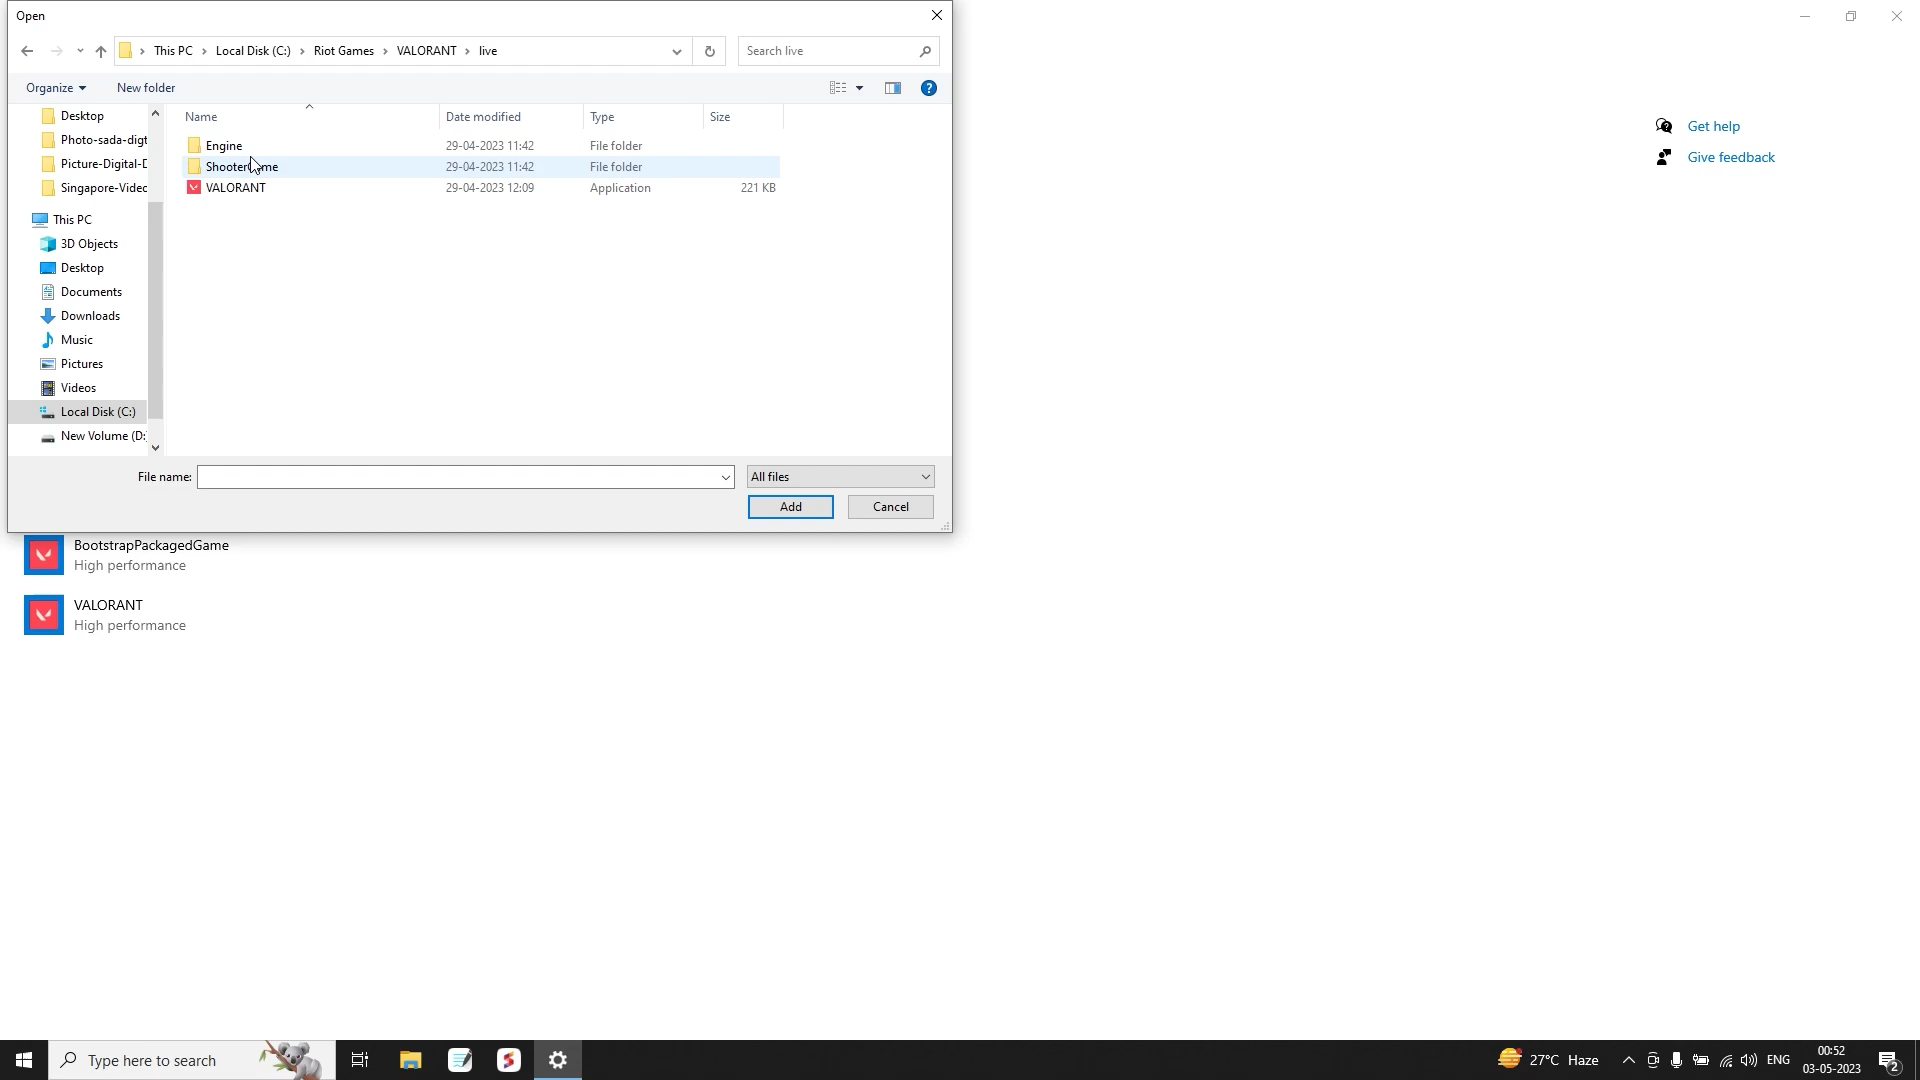 Open
This PC
Local Disk (C:)
Riot Games
VALORANT
live
Search live
Organize
New folder
Name
Date modified
Type
Size
Desktop
Photo-sada-digt
Picture-Digital-D
Singapore-Videc
This PC
3D Objects
Desktop
Documents
Downloads
Music
Pictures
Videos
Local Disk (C:)
New Volume (D:
Engine
29-04-2023 11:42
File folder
29-04-2023 11:42
File folder
VALORANT
29-04-2023 12:09
Application
221 KB
File name:
All files
Add
Cancel
Get help
Give feedback
BootstrapPackagedGame
High performance
VALORANT
High performance
Type here to search
27°C Haze
ENG
00:52
03-05-2023
2